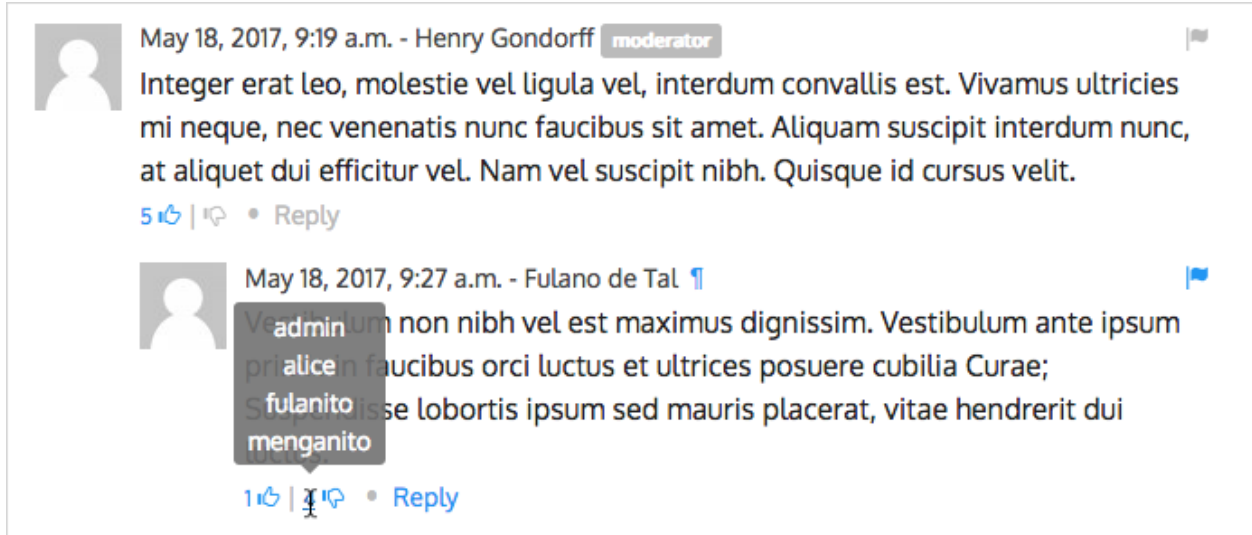 May 18, 2017, 9:19 a.m. - Henry Gondorff moderator
Integer erat leo, molestie vel ligula vel, interdum convallis est. Vivamus ultricies
mi neque, nec venenatis nunc faucibus sit amet. Aliquam suscipit interdum nunc,
at aliquet dui efficitur vel. Nam vel suscipit nibh. Quisque id cursus velit.
5 | • Reply
May 18, 2017, 9:27 a.m. - Fulano de Tal ¶
admin
alice
fulanito
menganito
Vestibulum non nibh vel est maximus dignissim. Vestibulum ante ipsum
in faucibus orci luctus et ultrices posuere cubilia Curae;
Suspendisse lobortis ipsum sed mauris placerat, vitae hendrerit dui
luctus.
1 | • Reply